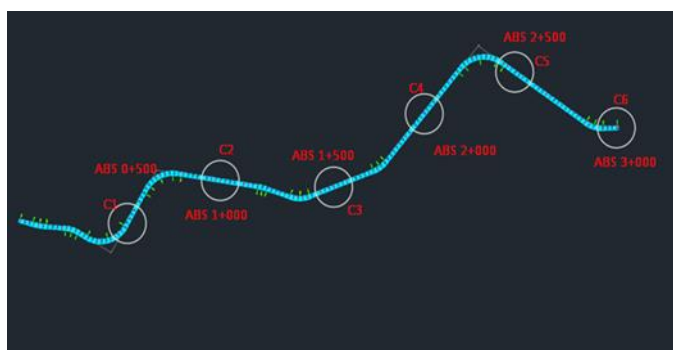 ABS 2+500
C5
C4
C6
C2
ABS 1+500
ABS 2+000
ABS 3+000
ABS 0+500
C1
ABS 1+000
C3